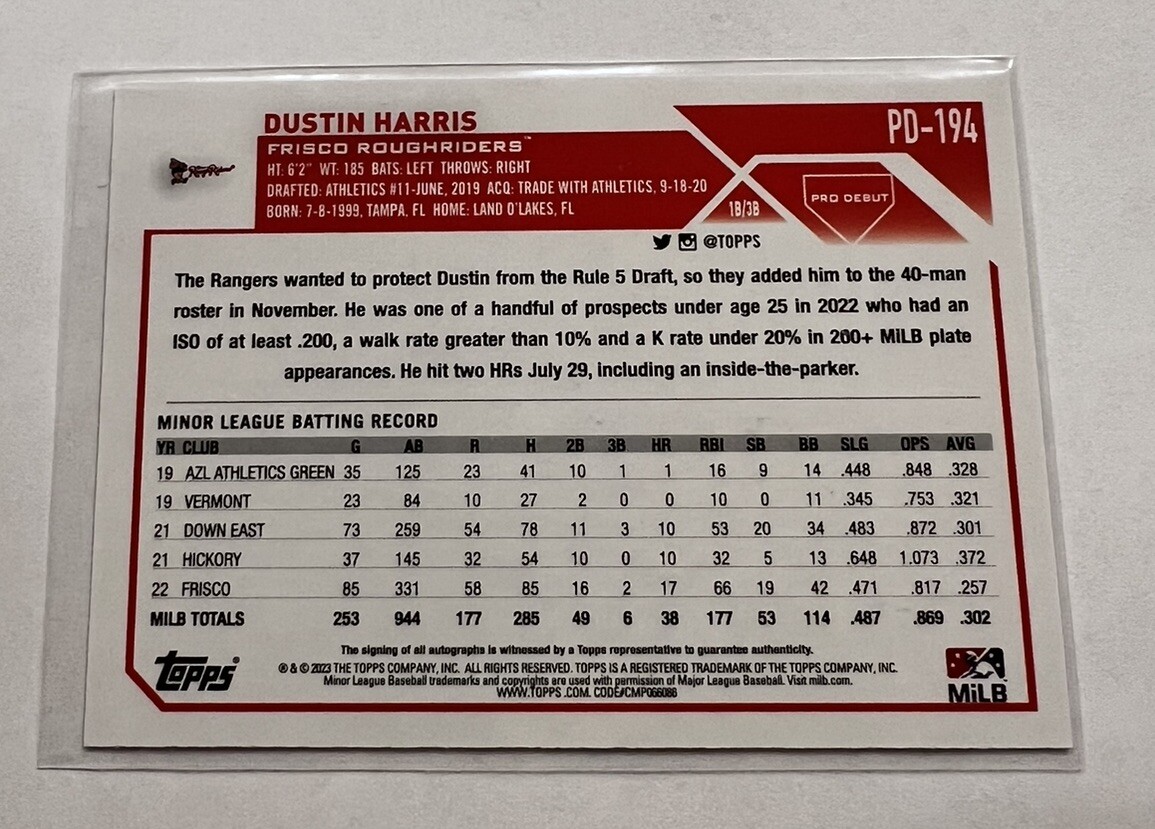 DUSTIN HARRIS
PD-194
FRISCO ROUGHRIDERS™
HT: 6'2" WT: 185 BATS: LEFT THROWS: RIGHT
DRAFTED: ATHLETICS #11-JUNE, 2019 ACQ: TRADE WITH ATHLETICS, 9-18-20
BORN: 7-8-1999, TAMPA, FL HOME: LAND O'LAKES, FL
1B/3B
PRO DEBUT
@TOPPS
The Rangers wanted to protect Dustin from the Rule 5 Draft, so they added him to the 40-man
roster in November. He was one of a handful of prospects under age 25 in 2022 who had an
ISO of at least .200, a walk rate greater than 10% and a K rate under 20% in 200+ MiLB plate
appearances. He hit two HRs July 29, including an inside-the-parker.
MINOR LEAGUE BATTING RECORD
YR CLUB G AB R H 2B 3B HR RBI SB BB SLG OPS AVG
19 AZL ATHLETICS GREEN 35 125 23 41 10 1 1 16 9 14 .448 .848 .328
19 VERMONT 23 84 10 27 2 0 0 10 0 11 .345 .753 .321
21 DOWN EAST 73 259 54 78 11 3 10 53 20 34 .483 .872 .301
21 HICKORY 37 145 32 54 10 0 10 32 5 13 .648 1.073 .372
22 FRISCO 85 331 58 85 16 2 17 66 19 42 .471 .817 .257
MILB TOTALS 253 944 177 285 49 6 38 177 53 114 .487 .869 .302
The signing of all autographs is witnessed by a Topps representative to guarantee authenticity.
® & © 2023 THE TOPPS COMPANY, INC. ALL RIGHTS RESERVED. TOPPS IS A REGISTERED TRADEMARK OF THE TOPPS COMPANY, INC.
Minor League Baseball trademarks and copyrights are used with permission of Major League Baseball. Visit milb.com.
WWW.TOPPS.COM. CODE#CMP066086
Topps
MiLB